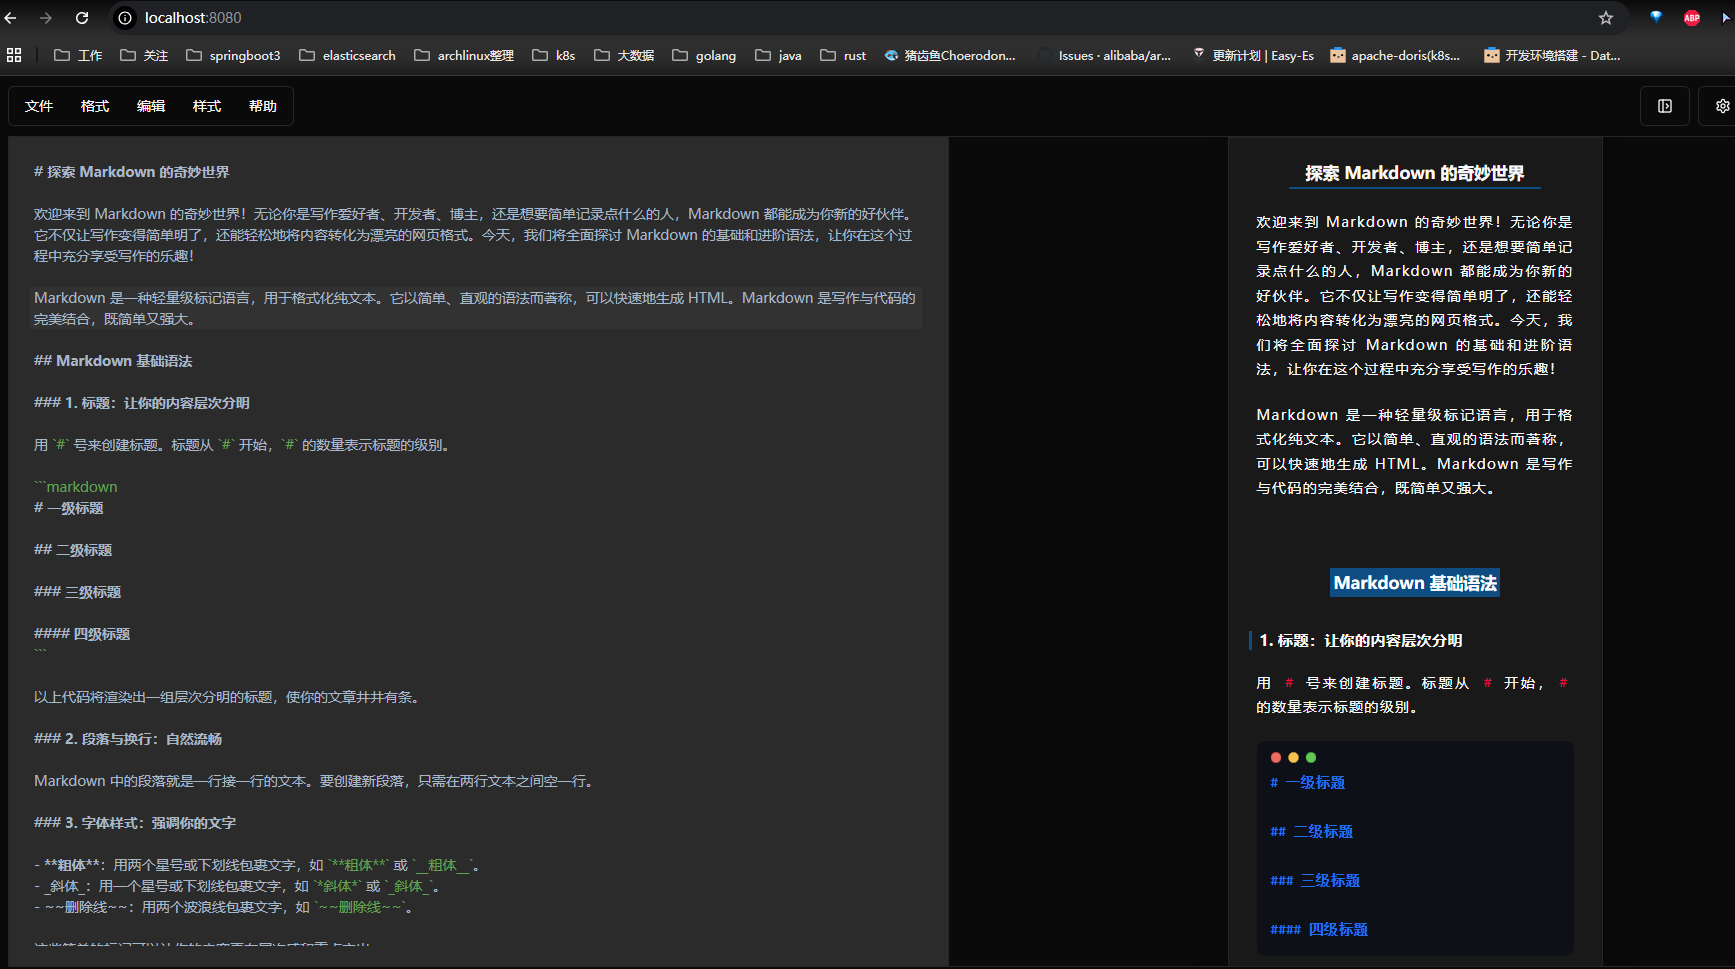 localhost:8080
工作 关注 springboot3 elasticsearch archlinux整理 k8s 大数据 golang java rust 猪齿鱼Choerodon... Issues · alibaba/ar... 更新计划 | Easy-Es apache-doris(k8s... 开发环境搭建 - Dat...
ABP
文件 格式 编辑 样式 帮助
# 探索 Markdown 的奇妙世界
欢迎来到 Markdown 的奇妙世界！无论你是写作爱好者、开发者、博主，还是想要简单记录点什么的人，Markdown 都能成为你新的好伙伴。
它不仅让写作变得简单明了，还能轻松地将内容转化为漂亮的网页格式。今天，我们将全面探讨 Markdown 的基础和进阶语法，让你在这个过
程中充分享受写作的乐趣！
Markdown 是一种轻量级标记语言，用于格式化纯文本。它以简单、直观的语法而著称，可以快速地生成 HTML。Markdown 是写作与代码的
完美结合，既简单又强大。
## Markdown 基础语法
### 1. 标题：让你的内容层次分明
用 `#` 号来创建标题。标题从 `#` 开始，`#` 的数量表示标题的级别。
```markdown
# 一级标题
## 二级标题
### 三级标题
#### 四级标题
```
以上代码将渲染出一组层次分明的标题，使你的文章井井有条。
### 2. 段落与换行：自然流畅
Markdown 中的段落就是一行接一行的文本。要创建新段落，只需在两行文本之间空一行。
### 3. 字体样式：强调你的文字
- **粗体**：用两个星号或下划线包裹文字，如 `**粗体**` 或 `__粗体__`。
- _斜体_：用一个星号或下划线包裹文字，如 `*斜体*` 或 `_斜体_`。
- ~~删除线~~：用两个波浪线包裹文字，如 `~~删除线~~`。
探索 Markdown 的奇妙世界
欢迎来到 Markdown 的奇妙世界！无论你是
写作爱好者、开发者、博主，还是想要简单记
录点什么的人，Markdown 都能成为你新的
好伙伴。它不仅让写作变得简单明了，还能轻
松地将内容转化为漂亮的网页格式。今天，我
们将全面探讨 Markdown 的基础和进阶语
法，让你在这个过程中充分享受写作的乐趣！
Markdown 是一种轻量级标记语言，用于格
式化纯文本。它以简单、直观的语法而著称，
可以快速地生成 HTML。Markdown 是写作
与代码的完美结合，既简单又强大。
Markdown 基础语法
1. 标题：让你的内容层次分明
用 # 号来创建标题。标题从 # 开始， #
的数量表示标题的级别。
# 一级标题
## 二级标题
### 三级标题
#### 四级标题